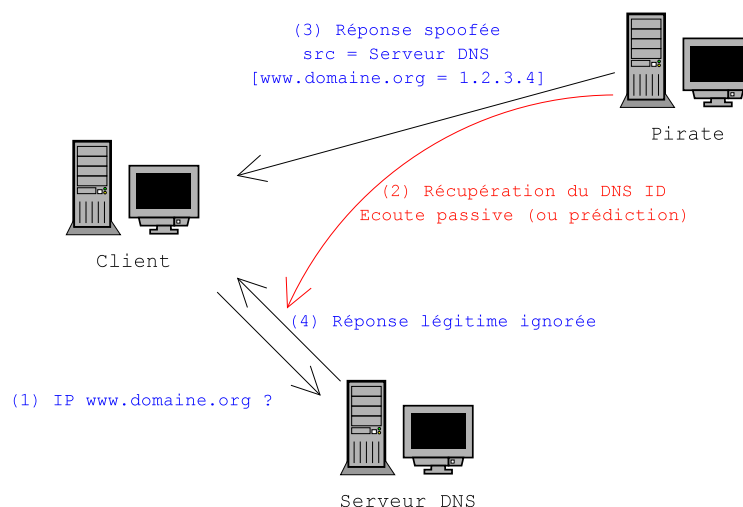 (3) Réponse spoofée
src = Serveur DNS
[www.domaine.org = 1.2.3.4]
Pirate
(2) Récupération du DNS ID
Ecoute passive (ou prédiction)
Client
(4) Réponse légitime ignorée
(1) IP www.domaine.org ?
Serveur DNS